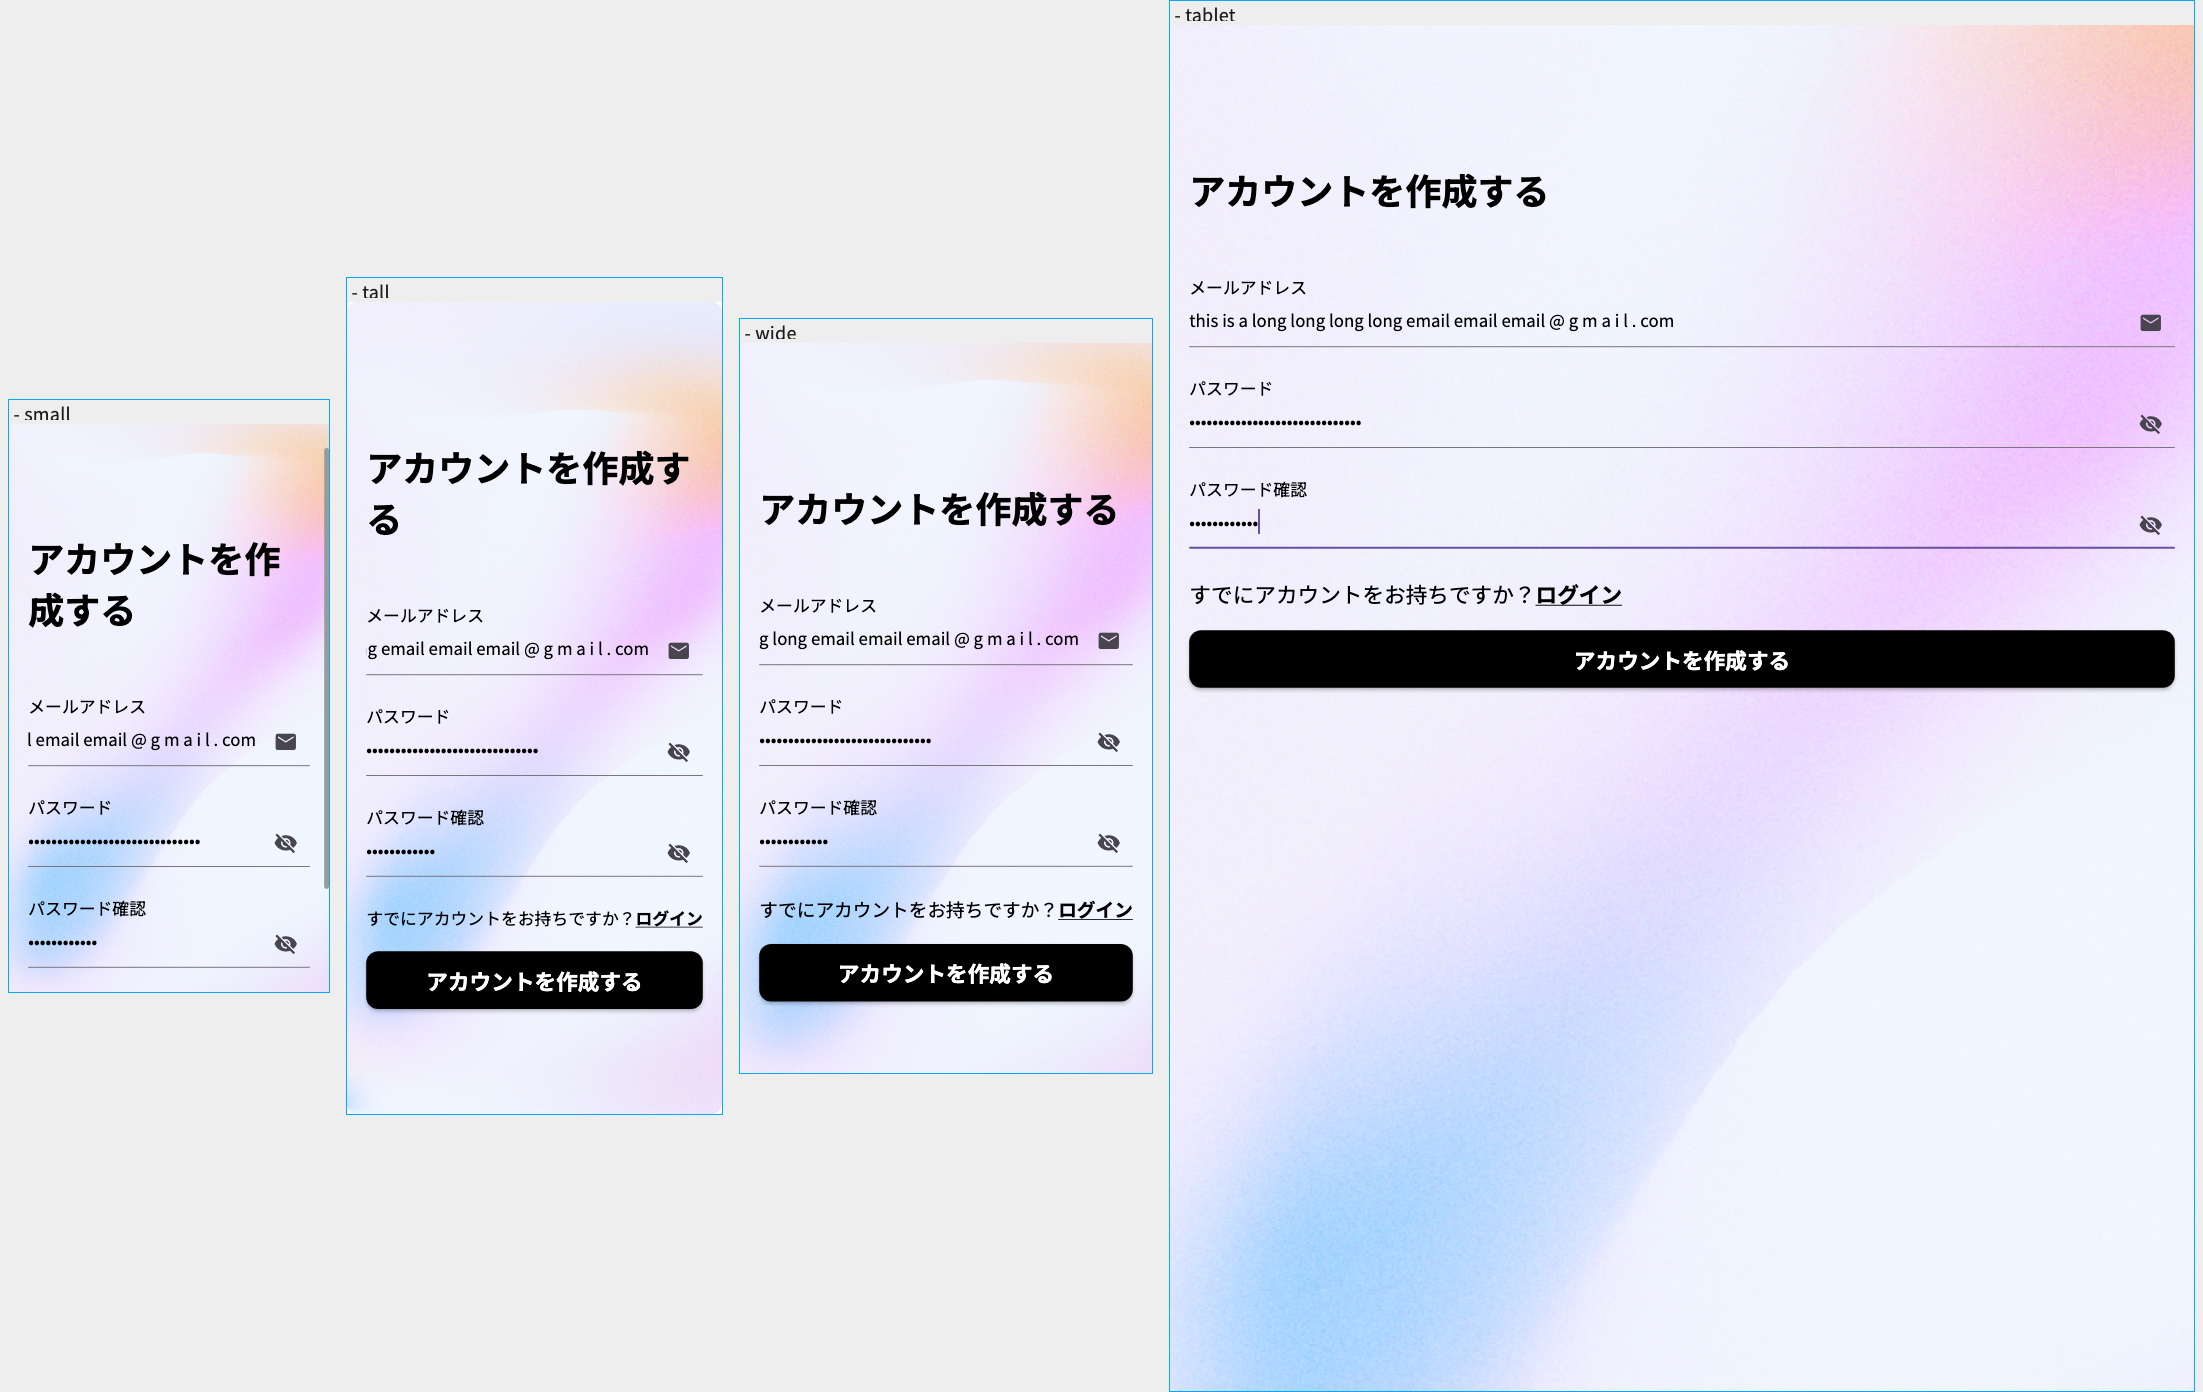 - small
アカウントを作
成する
メールアドレス
l email email @ g m a i l . com
パスワード
••••••••••••••••••••••••••••••
パスワード確認
••••••••••••
- tall
アカウントを作成す
る
メールアドレス
g email email email @ g m a i l . com
パスワード
••••••••••••••••••••••••••••••
パスワード確認
••••••••••••
すでにアカウントをお持ちですか？ログイン
アカウントを作成する
- wide
アカウントを作成する
メールアドレス
g long email email email @ g m a i l . com
パスワード
••••••••••••••••••••••••••••••
パスワード確認
••••••••••••
すでにアカウントをお持ちですか？ログイン
アカウントを作成する
- tablet
アカウントを作成する
メールアドレス
this is a long long long long email email email @ g m a i l . com
パスワード
••••••••••••••••••••••••••••••
パスワード確認
••••••••••••
すでにアカウントをお持ちですか？ログイン
アカウントを作成する